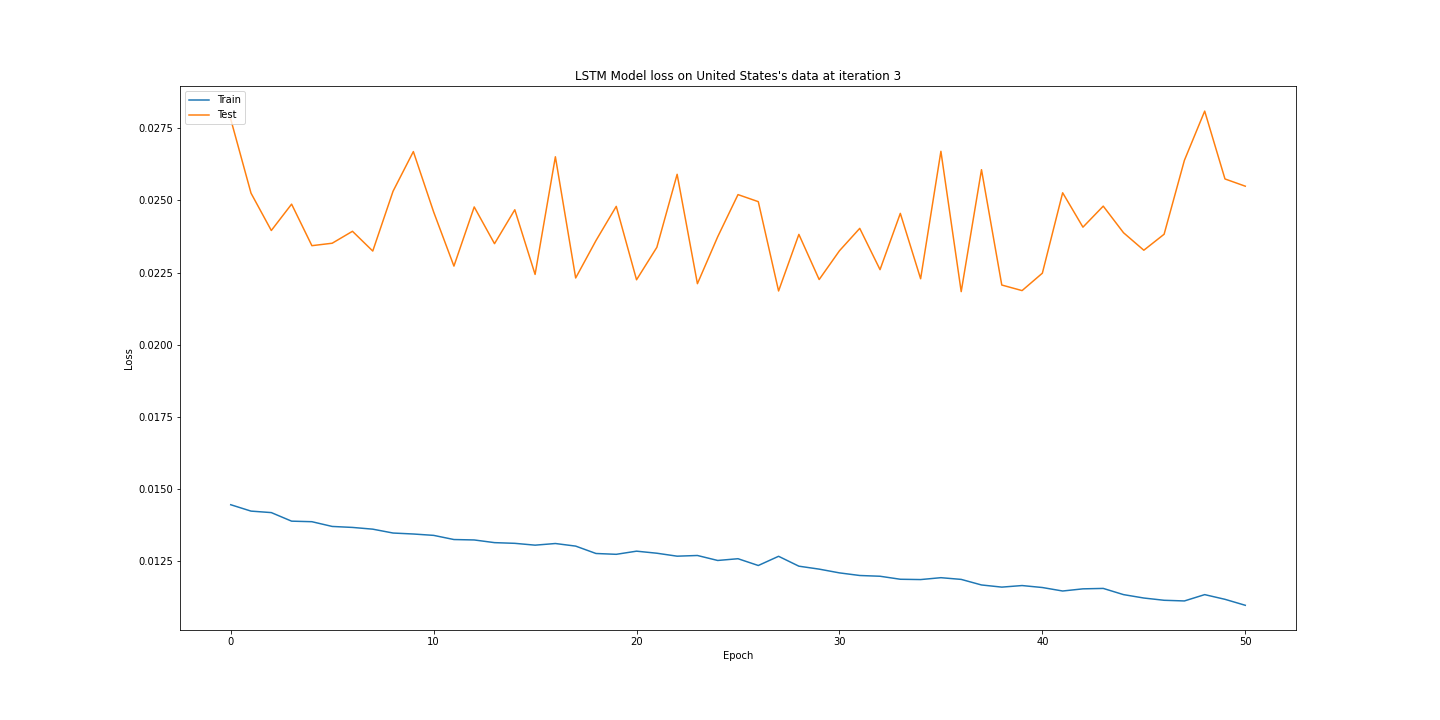 LSTM Model loss on United States's data at iteration 3
Train
Test
0.0275
0.0250
0.0225
0.0200
0.0175
0.0150
0.0125
Loss
0 10 20 30 40 50
Epoch